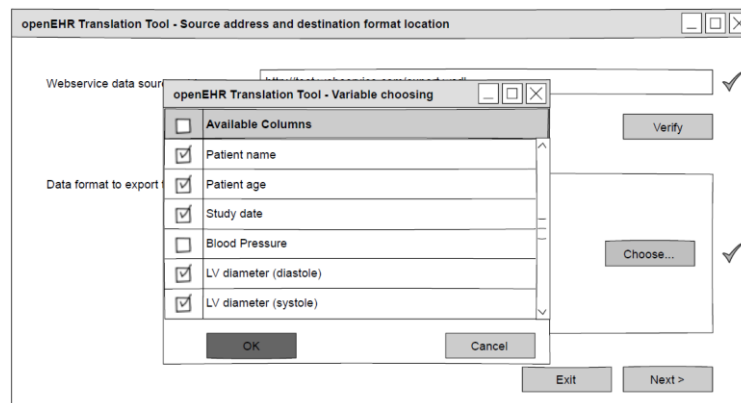 openEHR Translation Tool - Source address and destination format location
Webservice data sour
openEHR Translation Tool - Variable choosing
Available Columns
Verify
Patient name
Data format to export
Patient age
Study date
Blood Pressure
Choose...
LV diameter (diastole)
LV diameter (systole)
OK
Cancel
Exit
Next >